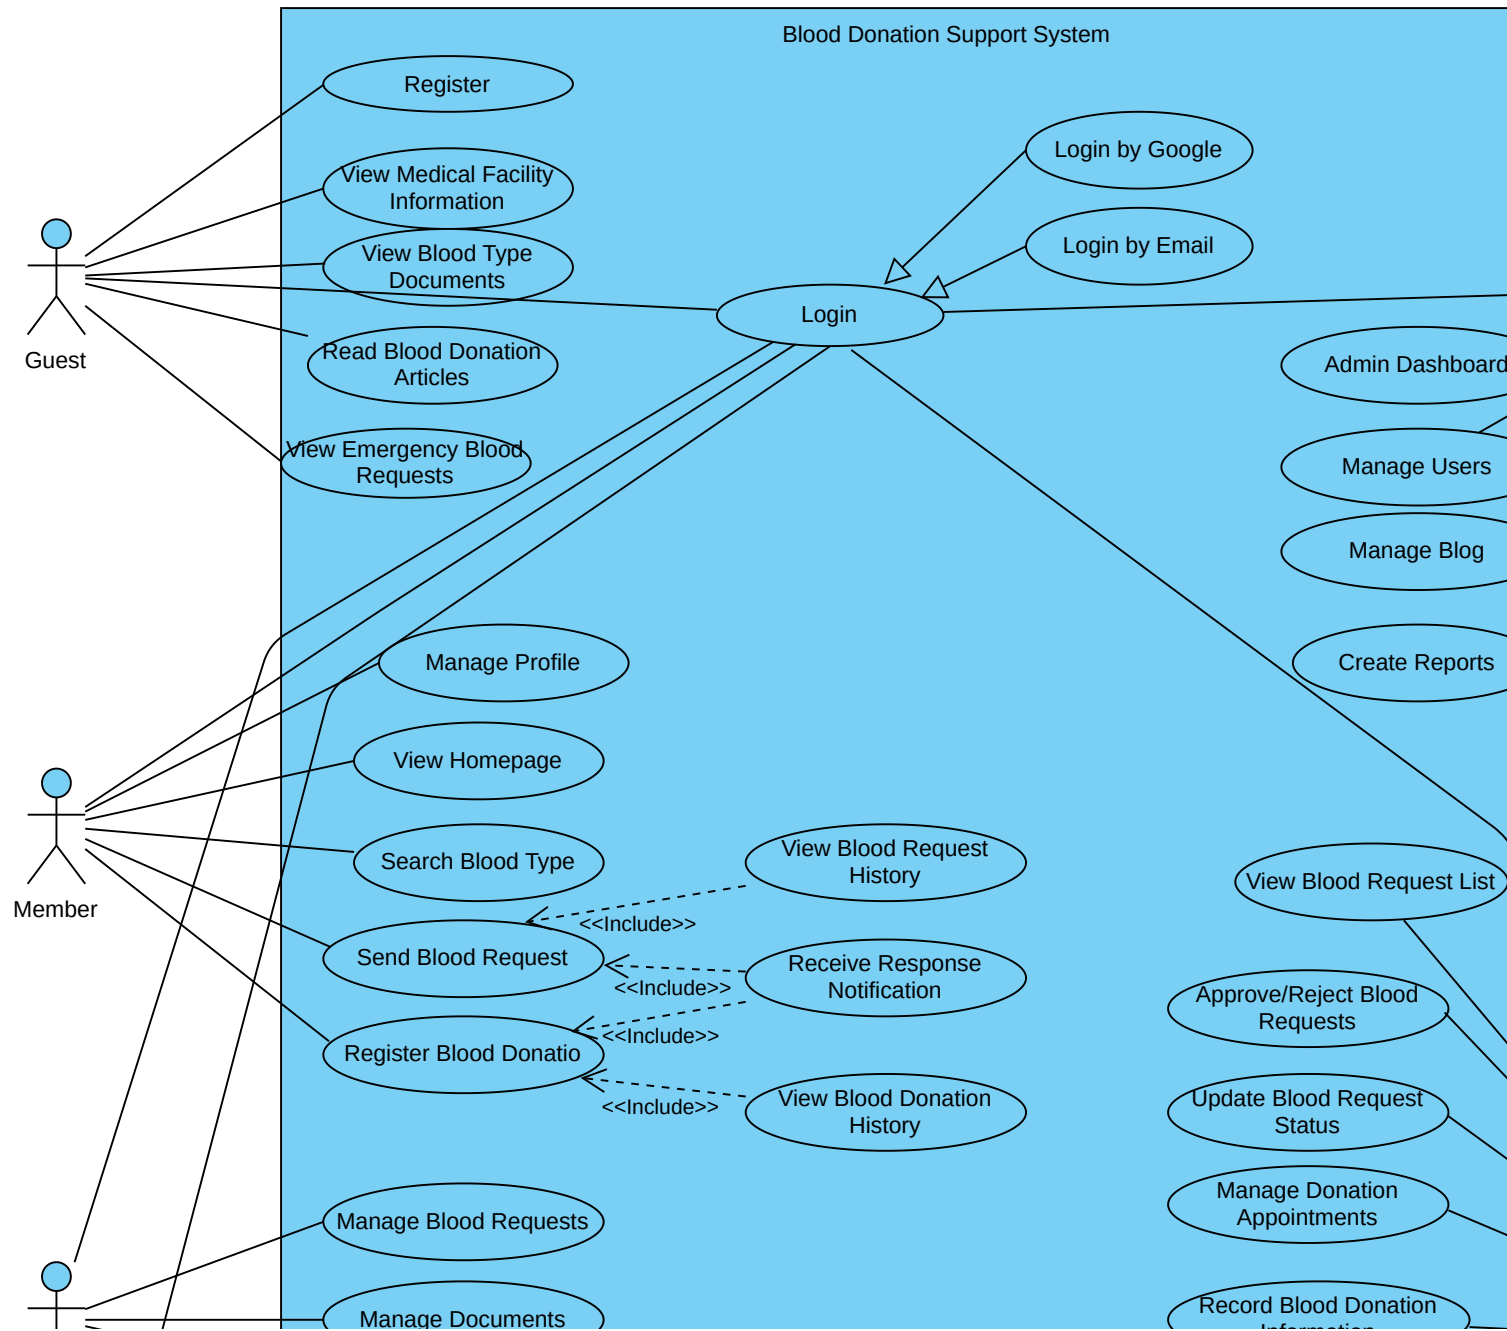 Blood Donation Support System
Register
View Medical Facility
Information
View Blood Type
Documents
Read Blood Donation
Articles
View Emergency Blood
Requests
Guest
Login by Google
Login by Email
Login
Admin Dashboard
Manage Users
Manage Blog
Create Reports
Manage Profile
View Homepage
Search Blood Type
Send Blood Request
Register Blood Donatio
Member
View Blood Request
History
<<Include>>
Receive Response
Notification
<<Include>>
<<Include>>
View Blood Donation
History
<<Include>>
View Blood Request List
Approve/Reject Blood
Requests
Update Blood Request
Status
Manage Donation
Appointments
Record Blood Donation
Information
Manage Blood Requests
Manage Documents